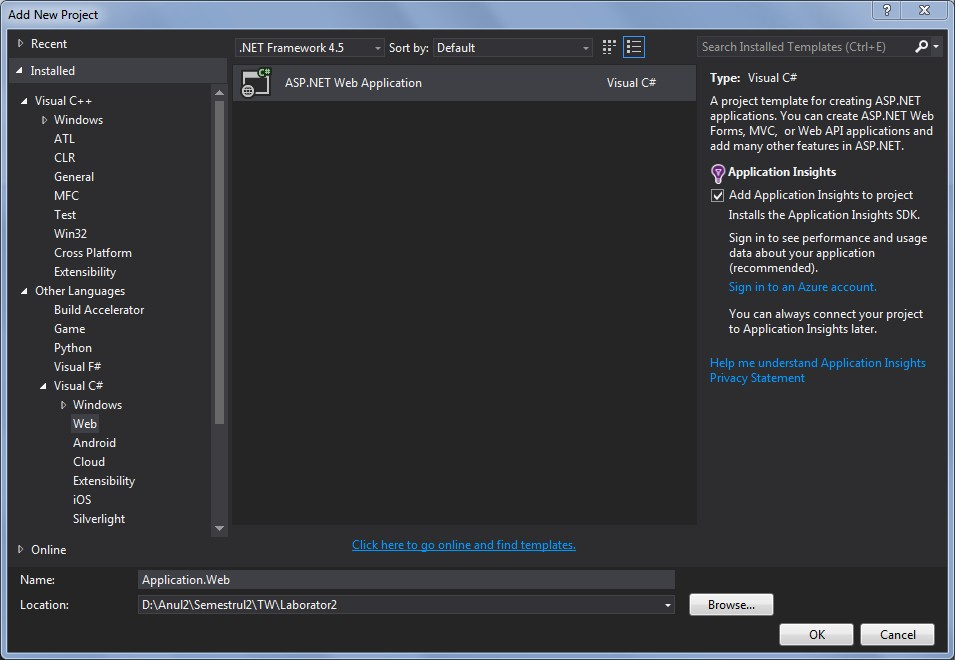 Add New Project
Recent
Installed
Visual C++
Windows
ATL
CLR
General
MFC
Test
Win32
Cross Platform
Extensibility
Other Languages
Build Accelerator
Game
Python
Visual F#
Visual C#
Windows
Web
Android
Cloud
Extensibility
iOS
Silverlight
Online
.NET Framework 4.5 Sort by: Default
ASP.NET Web Application Visual C#
Click here to go online and find templates.
Search Installed Templates (Ctrl+E)
Type: Visual C#
A project template for creating ASP.NET
applications. You can create ASP.NET Web
Forms, MVC, or Web API applications and
add many other features in ASP.NET.
Application Insights
Add Application Insights to project
Installs the Application Insights SDK.
Sign in to see performance and usage
data about your application
(recommended).
Sign in to an Azure account.
You can always connect your project
to Application Insights later.
Help me understand Application Insights
Privacy Statement
Name: Application.Web
Location: D:\Anul2\Semestrul2\TW\Laborator2 Browse...
OK Cancel